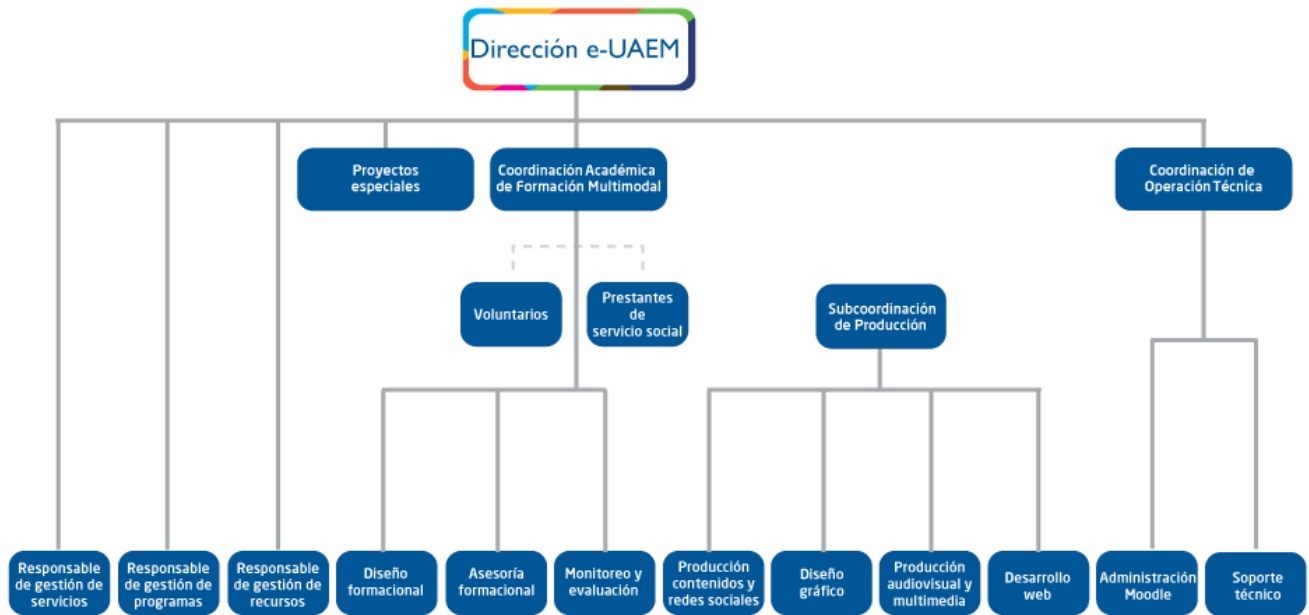 Dirección e-UAEM
Proyectos
especiales
Coordinación Académica
de Formación Multimodal
Coordinación de
Operación Técnica
Voluntarios
Prestantes
de
servicio social
Subcoordinación
de Producción
Responsable
de gestión de
servicios
Responsable
de gestión de
programas
Responsable
de gestión de
recursos
Diseño
formacional
Asesoría
formacional
Monitoreo y
evaluación
Producción
contenidos y
redes sociales
Diseño
gráfico
Producción
audiovisual y
multimedia
Desarrollo
web
Administración
Moodle
Soporte
técnico